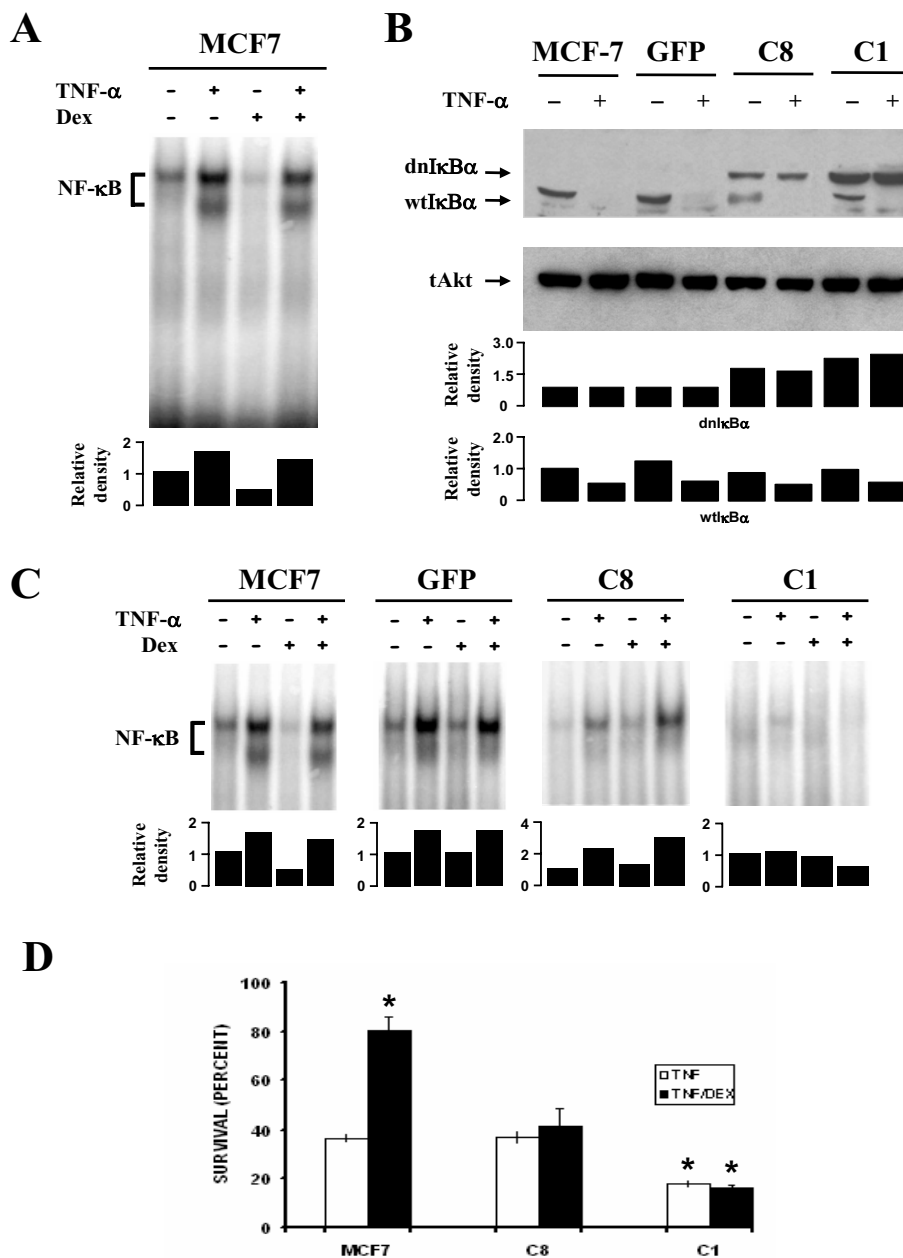 A
MCF7
TNF-α - + - +
Dex - - + +
NF-κB
Relative density
2
1
0
B
MCF-7 GFP C8 C1
TNF-α - + - + - + - +
dnIκBα
wtIκBα
tAkt
Relative density
3.0
1.5
0
dnIκBα
Relative density
2.0
1.0
0
wtIκBα
C
MCF7 GFP C8 C1
TNF-α - + - + - + - + - + - + - + - +
Dex - - + + - - + + - - + + - - + +
NF-κB
Relative density
2 2 4 2
1 1 2 1
0 0 0 0
D
SURVIVAL (PERCENT)
100
80
60
40
20
0
*
* *
TNF
TNF/DEX
MCF7 C8 C1